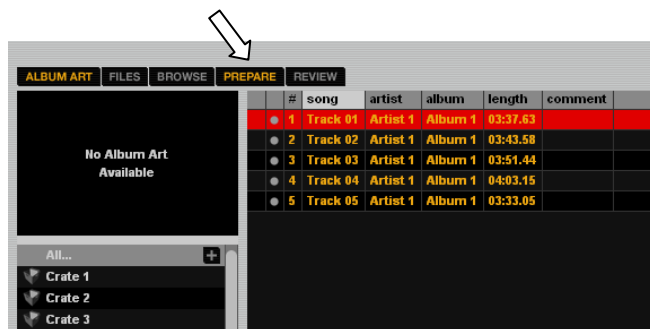 ALBUM ART FILES BROWSE PREPARE REVIEW
# song artist album length comment
1 Track 01 Artist 1 Album 1 03:37.63
2 Track 02 Artist 1 Album 1 03:43.58
3 Track 03 Artist 1 Album 1 03:51.44
4 Track 04 Artist 1 Album 1 04:03.15
5 Track 05 Artist 1 Album 1 03:33.05
No Album Art
Available
All... +
Crate 1
Crate 2
Crate 3